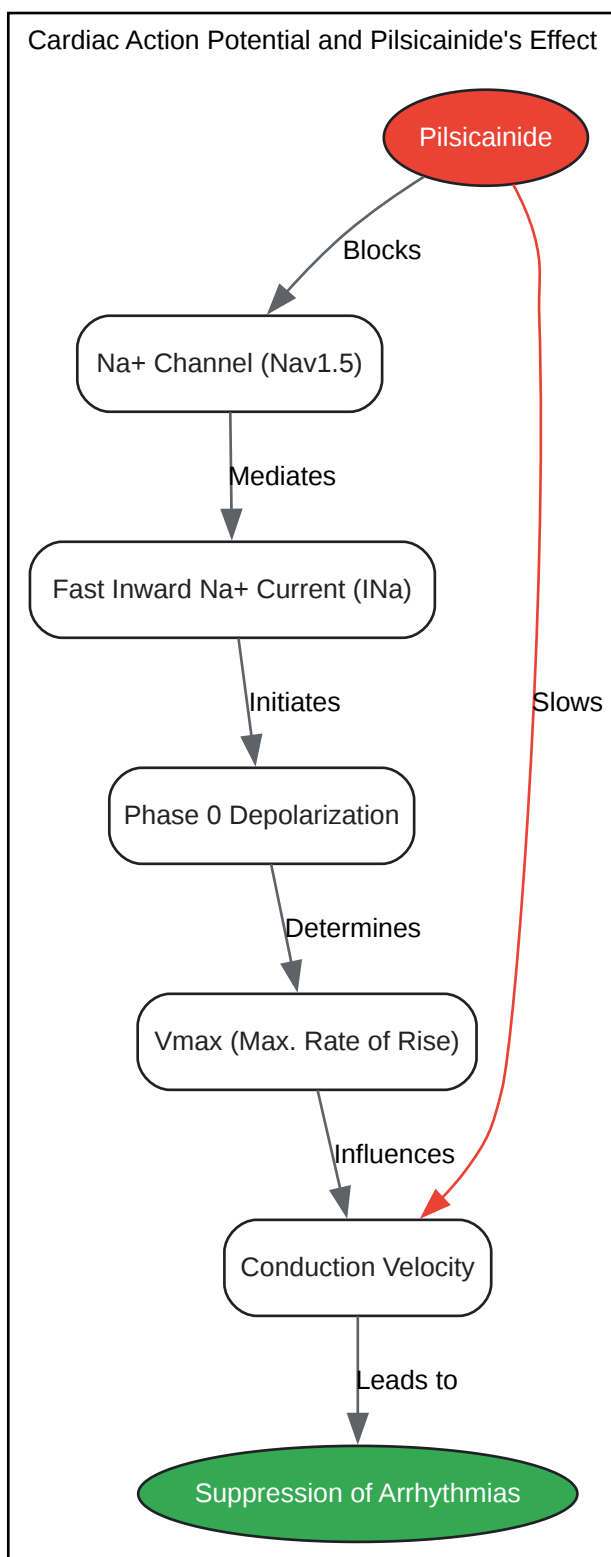 Cardiac Action Potential and Pilsicainide's Effect
Pilsicainide
Blocks
Na+ Channel (Nav1.5)
Mediates
Fast Inward Na+ Current (INa)
Initiates
Slows
Phase 0 Depolarization
Determines
Vmax (Max. Rate of Rise)
Influences
Conduction Velocity
Leads to
Suppression of Arrhythmias